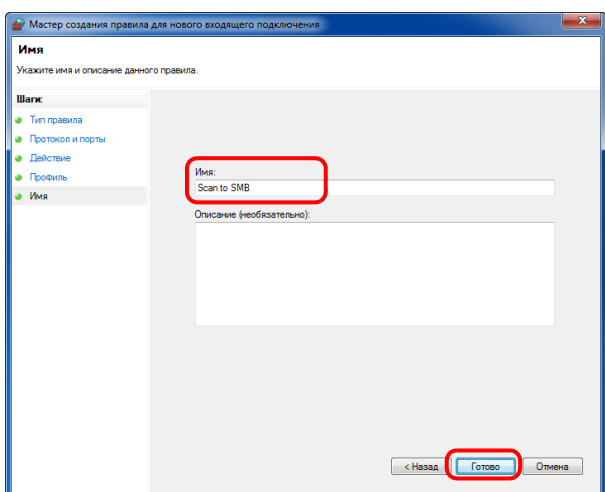 Мастер создания правила для нового входящего подключения
Имя
Укажите имя и описание данного правила.
Шаги:
Тип правила
Протокол и порты
Действие
Профиль
Имя
Имя:
Scan to SMB
Описание (необязательно):
< Назад
Готово
Отмена